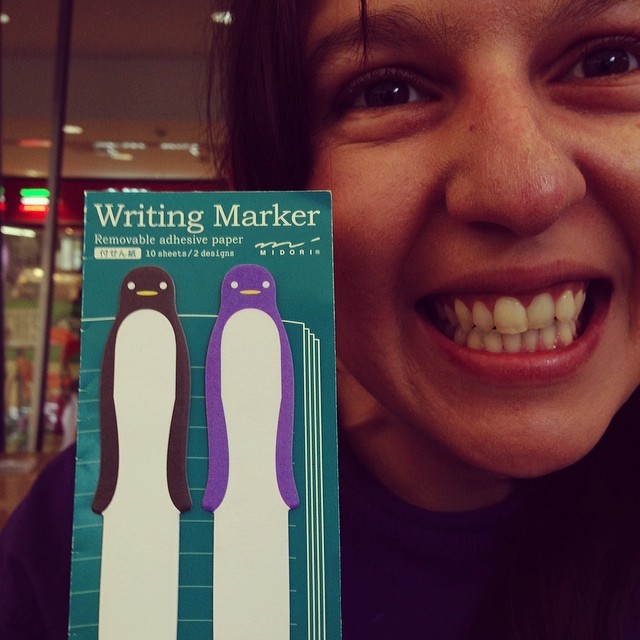 Writing Marker
Removable adhesive paper
付せん紙 10 sheets/2 designs
MIDORI®